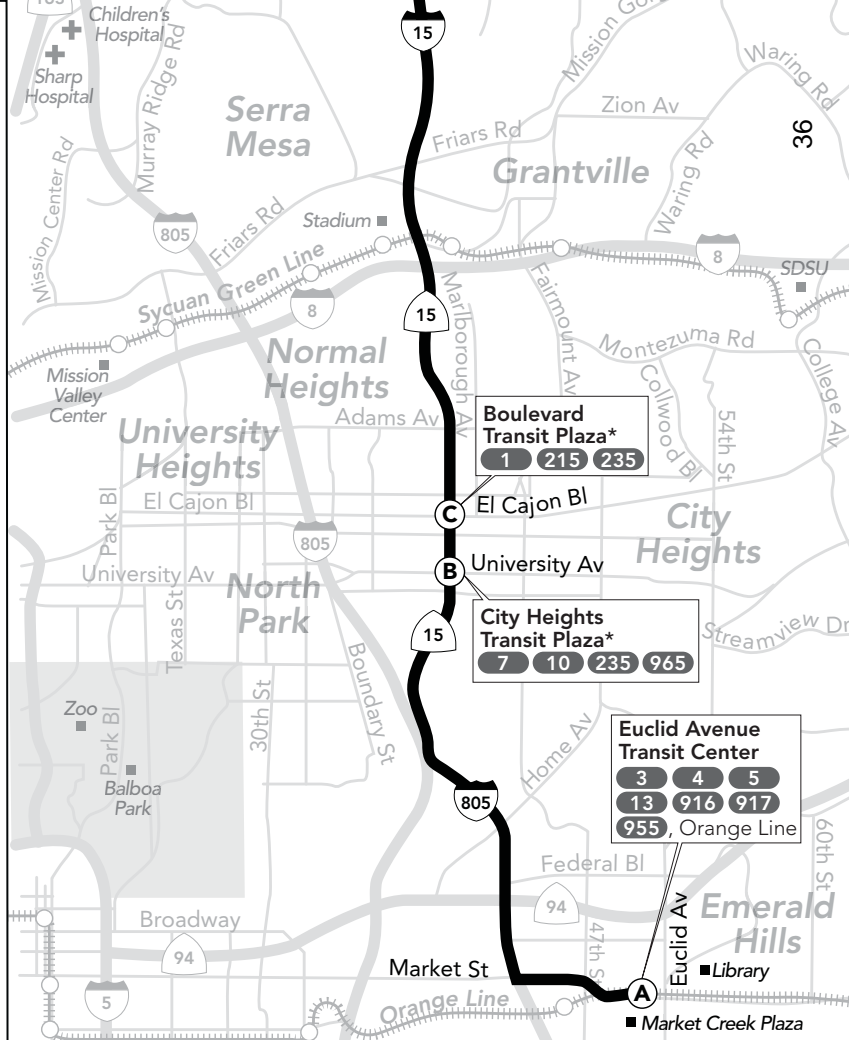 163
Children's
Hospital
Sharp
Hospital
Murray Ridge Rd
Mission Center Rd
Serra
Mesa
15
Mission Gor
Waring Rd
Zion Av
Friars Rd
36
Grantville
Waring Rd
805
Friars Rd
Stadium
8
SDSU
Sycuan Green Line
8
15
Marlborough Av
Fairmount Av
Montezuma Rd
College Av
Mission
Valley
Center
Normal
Heights
Adams Av
Collwood Bl
54th St
Boulevard
Transit Plaza*
1 215 235
University
Heights
Park Bl
El Cajon Bl
C
El Cajon Bl
City
Heights
805
University Av
B
University Av
North
Park
Texas St
15
City Heights
Transit Plaza*
7 10 235 965
Streamview Dr
Boundary St
30th St
Zoo
Park Bl
Balboa
Park
Home Av
805
Euclid Avenue
Transit Center
3 4 5
13 916 917
955, Orange Line
60th St
Federal Bl
94
Emerald
Hills
Broadway
94
47th St
Euclid Av
Market St
A
Library
5
Orange Line
Market Creek Plaza